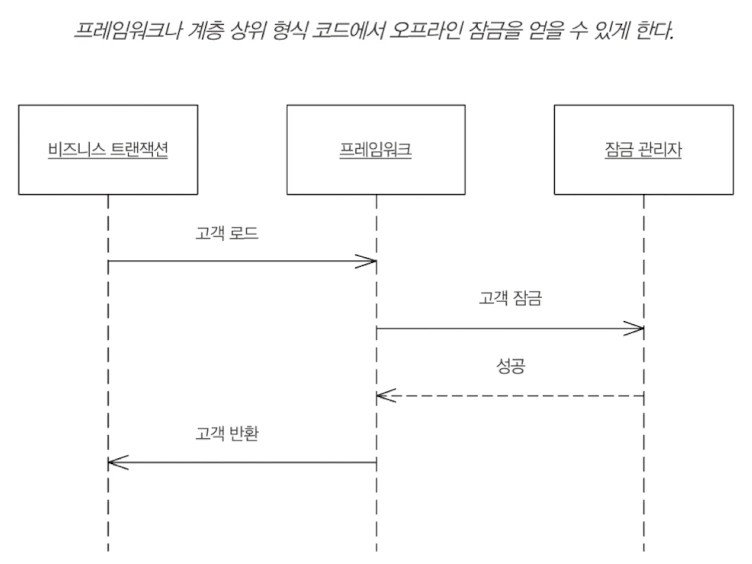 프레임워크나 계층 상위 형식 코드에서 오프라인 잠금을 얻을 수 있게 한다.
비즈니스 트랜잭션
프레임워크
잠금 관리자
고객 로드
고객 잠금
성공
고객 반환